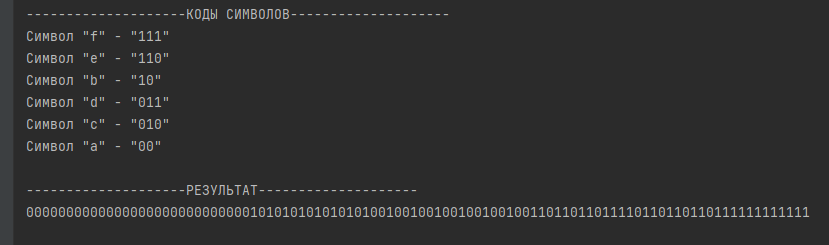 --------------------КОДЫ СИМВОЛОВ--------------------
Символ "f" - "111"
Символ "e" - "110"
Символ "b" - "10"
Символ "d" - "011"
Символ "c" - "010"
Символ "a" - "00"
--------------------РЕЗУЛЬТАТ--------------------
00000000000000000000000000001010101010101010010010010010010010011011011011110110110110111111111111